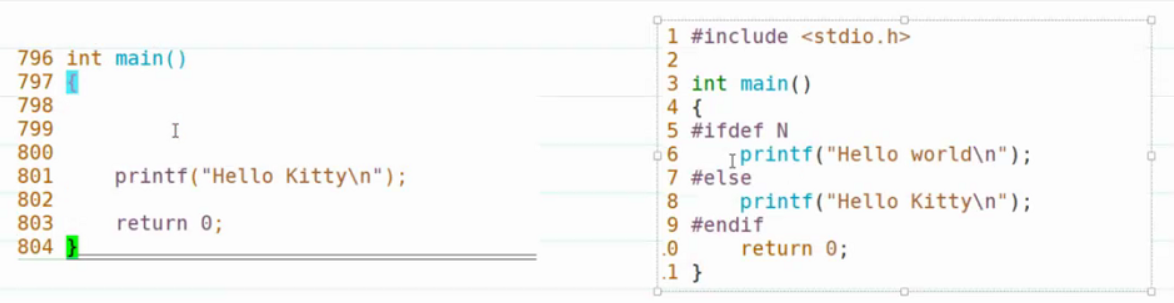 796 int main()
797 {
798
799
800
801     printf("Hello Kitty\n");
802
803     return 0;
804 }
1 #include <stdio.h>
2
3 int main()
4 {
5 #ifdef N
6     printf("Hello world\n");
7 #else
8     printf("Hello Kitty\n");
9 #endif
.0     return 0;
.1 }